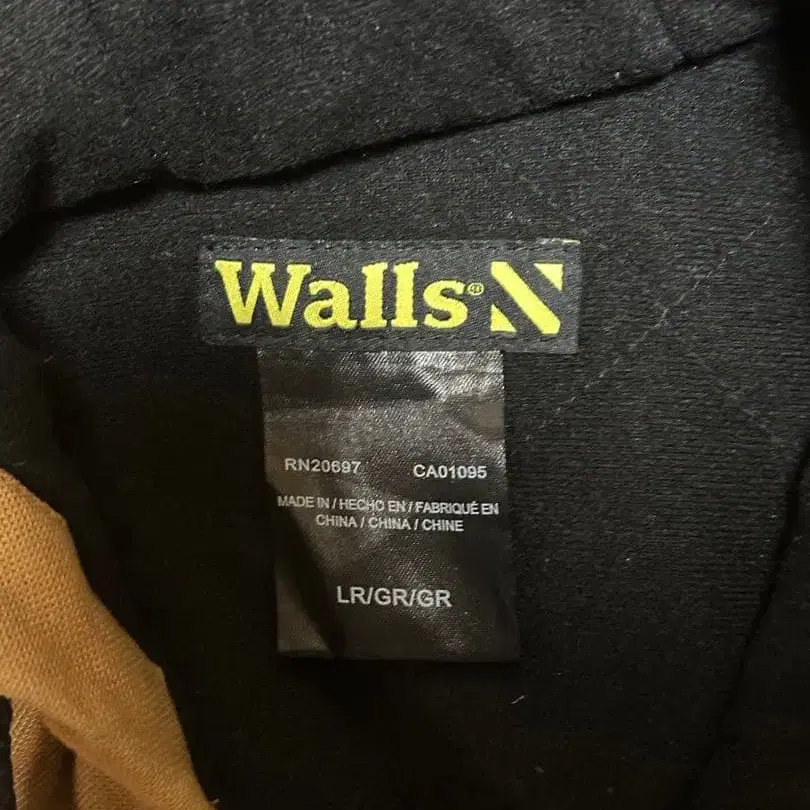 Walls®
RN20697 CA01095
MADE IN / HECHO EN / FABRIQUÉ EN
CHINA / CHINA / CHINE
LR/GR/GR